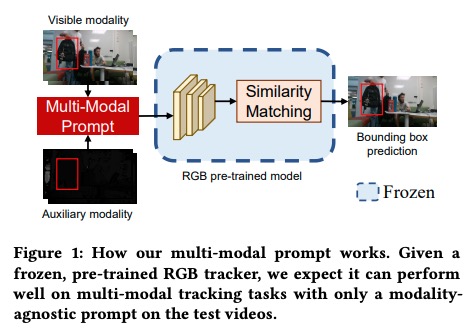 Visible modality
Multi-Modal
Prompt
Auxiliary modality
Similarity
Matching
RGB pre-trained model
Bounding box
prediction
Frozen
Figure 1: How our multi-modal prompt works. Given a
frozen, pre-trained RGB tracker, we expect it can perform
well on multi-modal tracking tasks with only a modality-
agnostic prompt on the test videos.